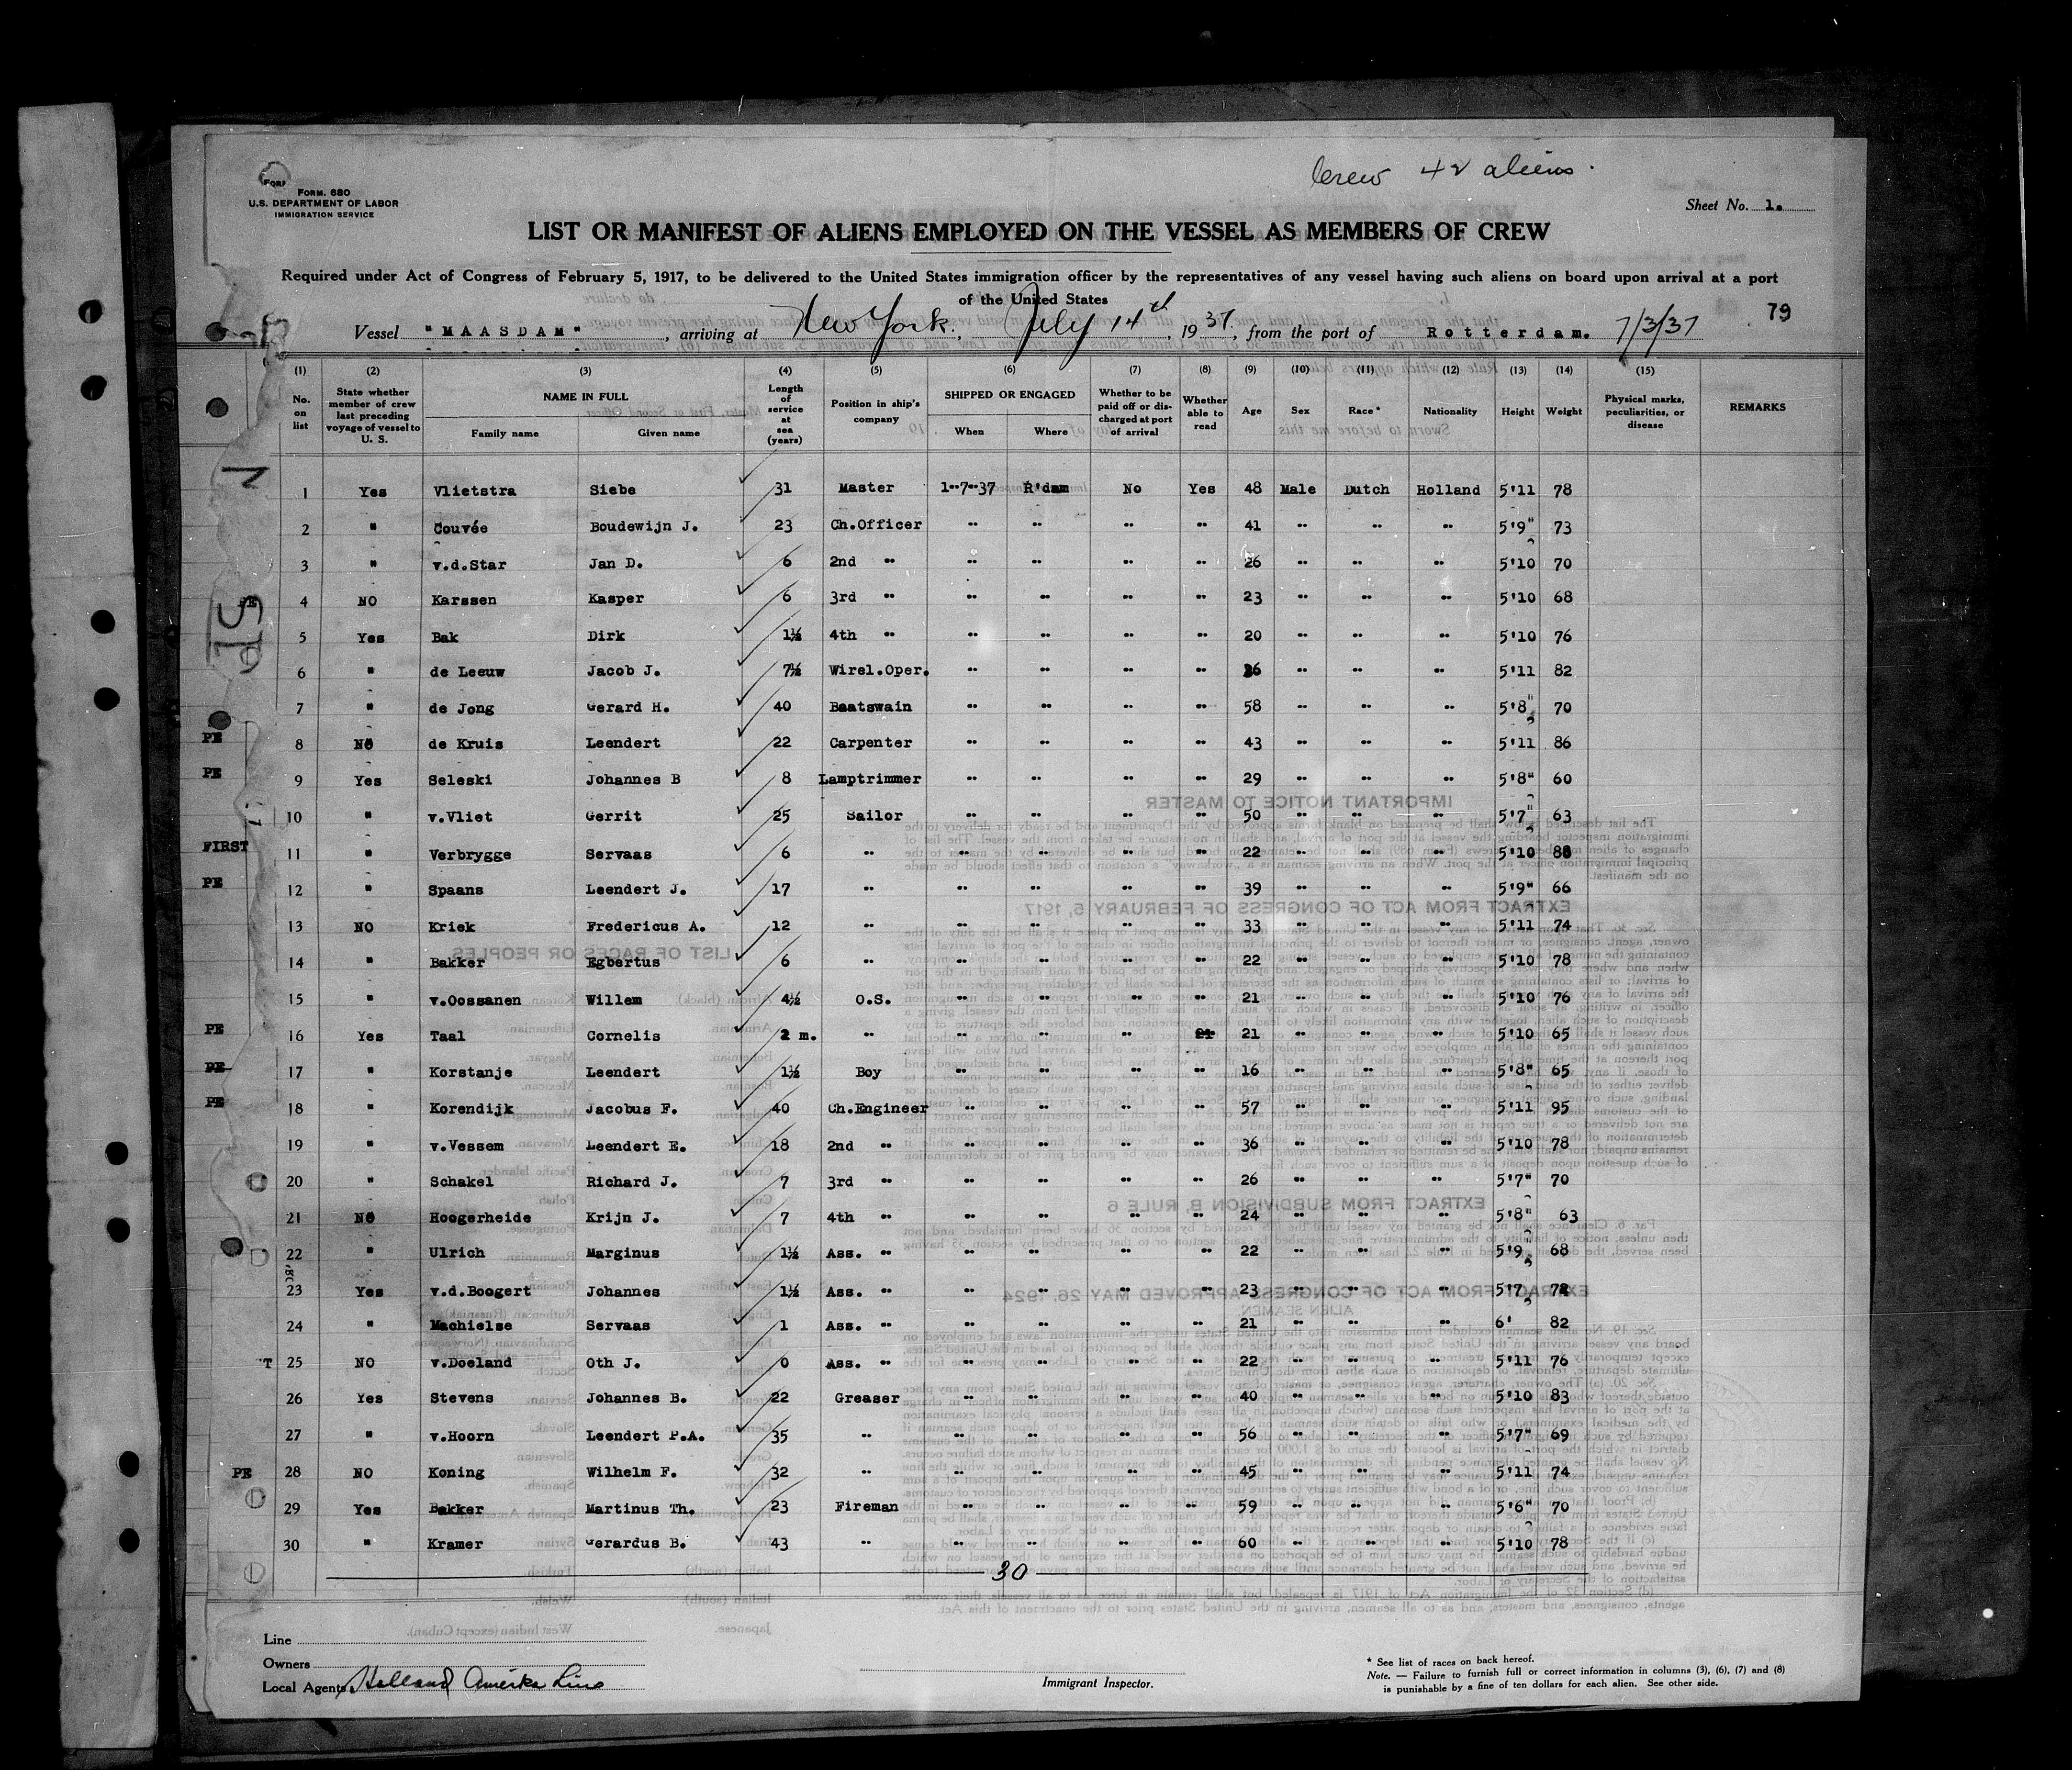 Crew 42 aliens.
FORM. 680
U.S. DEPARTMENT OF LABOR
IMMIGRATION SERVICE
Sheet No. 1.
LIST OR MANIFEST OF ALIENS EMPLOYED ON THE VESSEL AS MEMBERS OF CREW
Required under Act of Congress of February 5, 1917, to be delivered to the United States immigration officer by the representatives of any vessel having such aliens on board upon arrival at a port
of the United States
79
Vessel "MAASDAM", arriving at New York., July 14th, 1937, from the port of Rotterdam. 7/3/37
(1) (2) (3) (4) (5) (6) (7) (8) (9) (10) (11) (12) (13) (14) (15)
No. on list State whether member of crew last preceding voyage of vessel to U. S. NAME IN FULL Family name Given name Length of service at sea (years) Position in ship's company SHIPPED OR ENGAGED When Where Whether to be paid off or discharged at port of arrival Whether able to read Age Sex Race* Nationality Height Weight Physical marks, peculiarities, or disease REMARKS
1 Yes Vlietstra Siebe 31 Master 1-7-37 R'dam No Yes 48 Male Dutch Holland 5'11 78
2 " Couvée Boudewijn J. 23 Ch.Officer " " " " 41 " " " 5'9" 73
3 " v.d.Star Jan D. 6 2nd " " " " " 26 " " " 5'10 70
PE 4 NO Karssen Kasper 6 3rd " " " " " 23 " " " 5'10 68
5 Yes Bak Dirk 1½ 4th " " " " " 20 " " " 5'10 76
6 " de Leeuw Jacob J. 7½ Wirel.Oper. " " " " 26 " " " 5'11 82
7 " de Jong Gerard H. 40 Baatswain " " " " 58 " " " 5'8" 70
PE 8 NO de Kruis Leendert 22 Carpenter " " " " 43 " " " 5'11 86
PE 9 Yes Seleski Johannes B 8 Lamptrimmer " " " " 29 " " " 5'8" 60
10 " v.Vliet Gerrit 25 Sailor " " " " 50 " " " 5'7" 63
FIRST 11 " Verbrygge Servaas 6 " " " " " 22 " " " 5'10 88
PE 12 " Spaans Leendert J. 17 " " " " " 39 " " " 5'9" 66
13 NO Kriek Fredericus A. 12 " " " " " 33 " " " 5'11 74
14 " Bakker Egbertus 6 " " " " " 22 " " " 5'10 78
15 " v.Oossanen Willem 4½ O.S. " " " " 21 " " " 5'10 76
PE 16 Yes Taal Cornelis 2 m. " " " " 21 21 " " " 5'10 65
PE 17 " Korstanje Leendert 1½ Boy " " " " 16 " " " 5'8" 65
PE 18 " Korendijk Jacobus F. 40 Ch.Engineer " " " " 57 " " " 5'11 95
19 " v.Vessem Leendert E. 18 2nd " " " " " 36 " " " 5'10 78
20 " Schakel Richard J. 7 3rd " " " " " 26 " " " 5'7" 70
21 NO Hoogerheide Krijn J. 7 4th " " " " " 24 " " " 5'8" 63
22 " Ulrich Marginus 1½ Ass. " " " " " 22 " " " 5'9 68
23 Yes v.d.Boogert Johannes 1½ Ass. " " " " " 23 " " " 5'7
24 " Machielse Servaas 1 Ass. " " " " " 21 " " " 6' 82
25 NO v.Doeland Oth J. 0 Ass. " " " " " 22 " " " 5'11 76
26 Yes Stevens Johannes B. 22 Greaser " " " " 40 " " " 5'10 83
27 " v.Hoorn Leendert P.A. 35 " " " " " 56 " " " 5'7" 69
PE 28 NO Koning Wilhelm F. 32 " " " " " 45 " " " 5'11 74
29 Yes Bakker Martinus Th. 23 Fireman " " " " 59 " " " 5'6" 70
30 " Kramer Gerardus B. 43 " " " " " 60 " " " 5'10 78
30
Line
Owners
Local Agents Holland Amerika Line
Immigrant Inspector.
* See list of races on back hereof.
Note. — Failure to furnish full or correct information in columns (3), (6), (7) and (8)
is punishable by a fine of ten dollars for each alien. See other side.